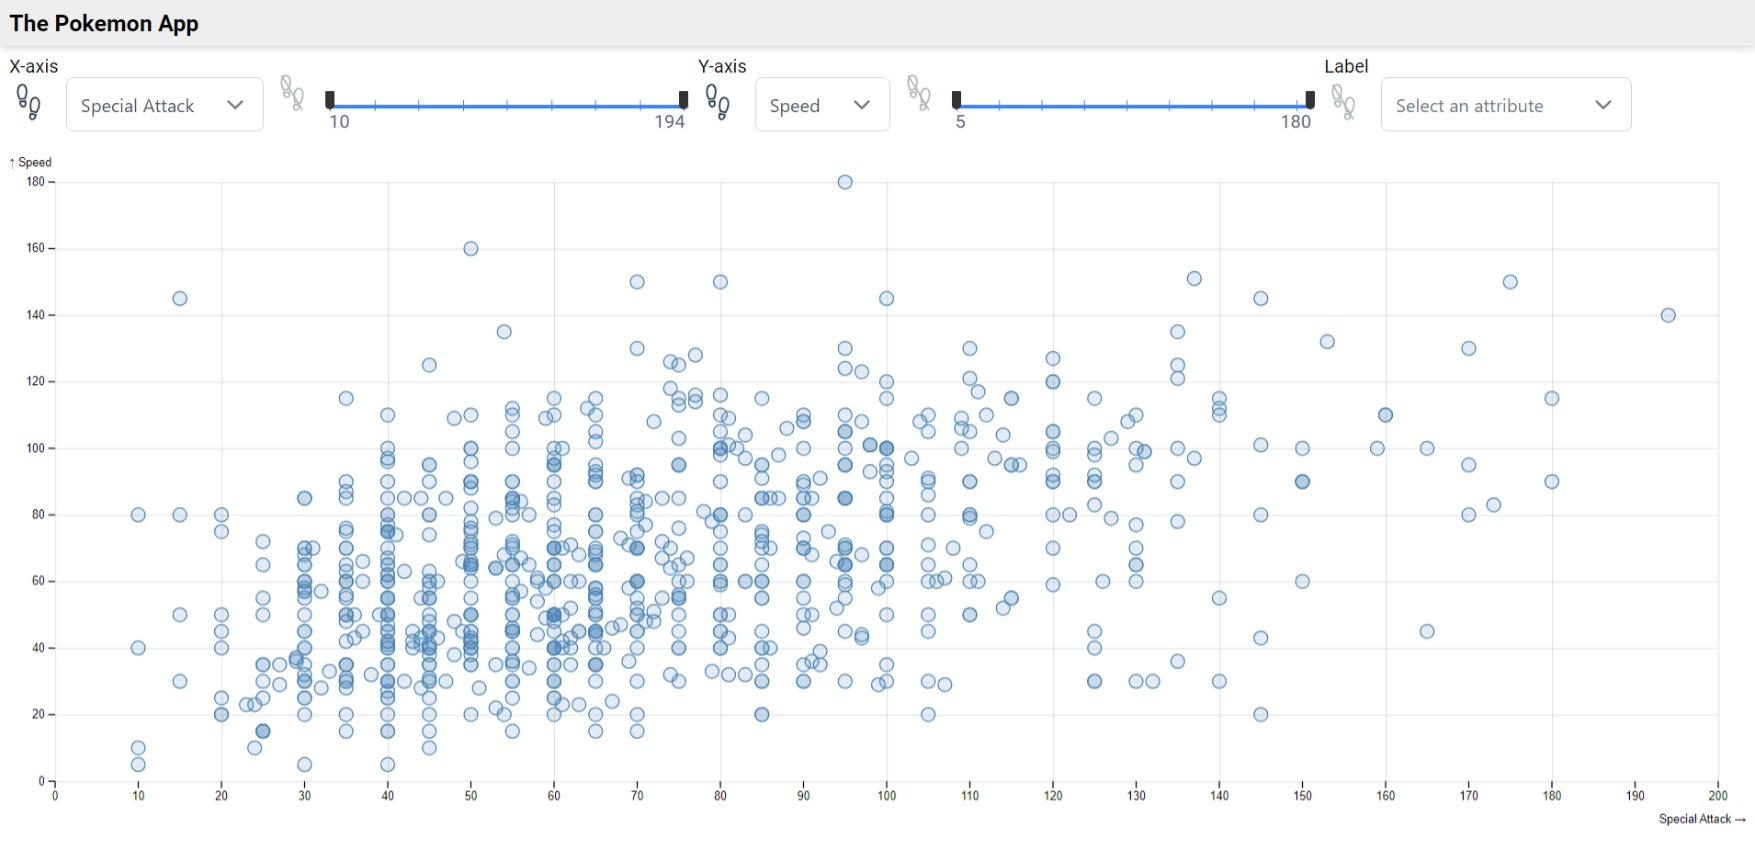 The Pokemon App
X-axis
Y-axis
Label
Special Attack
10
194
Speed
5
180
Select an attribute
↑ Speed
180
160
140
120
100
80
60
40
20
0
0 10 20 30 40 50 60 70 80 90 100 110 120 130 140 150 160 170 180 190 200
Special Attack →